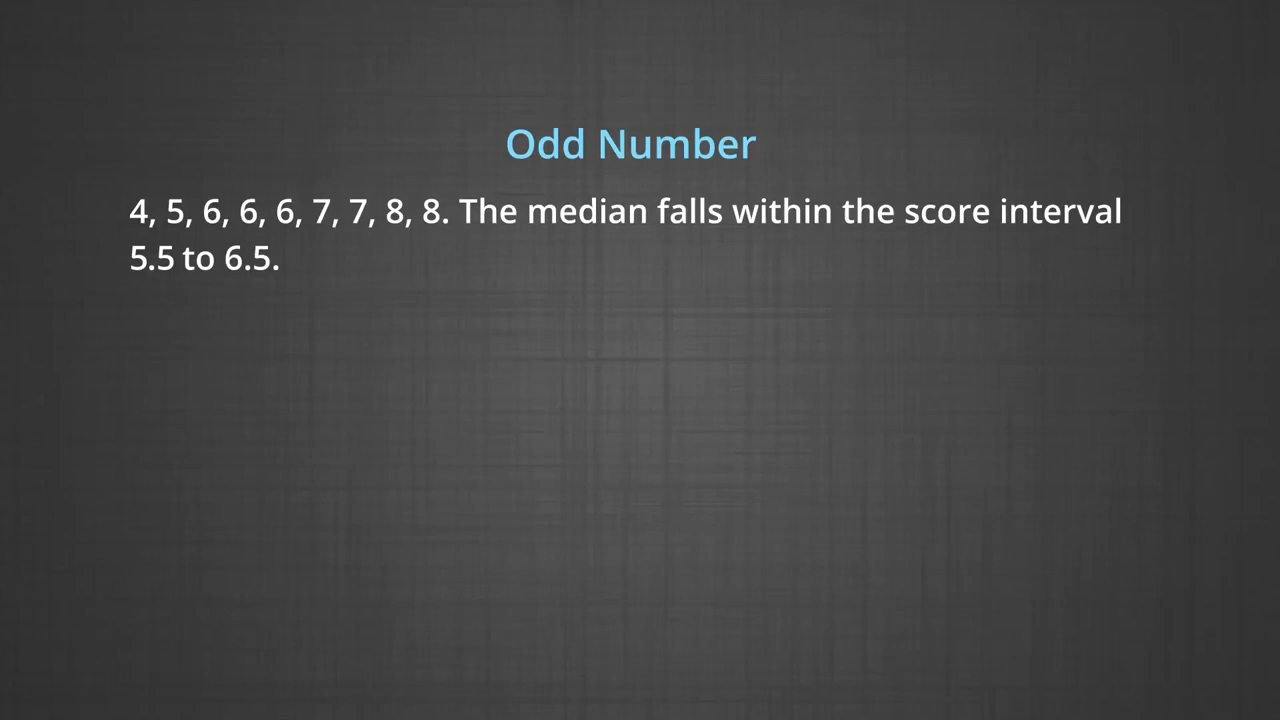 Odd Number
4, 5, 6, 6, 6, 7, 7, 8, 8. The median falls within the score interval
5.5 to 6.5.